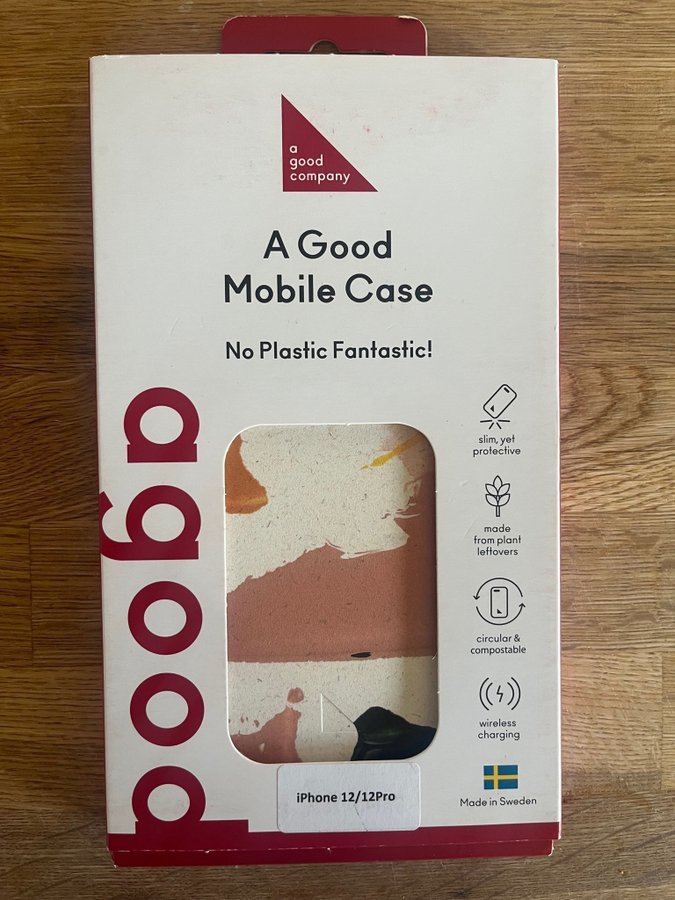 a
good
company
A Good
Mobile Case
No Plastic Fantastic!
agood
slim, yet
protective
made
from plant
leftovers
circular &
compostable
wireless
charging
Made in Sweden
iPhone 12/12Pro